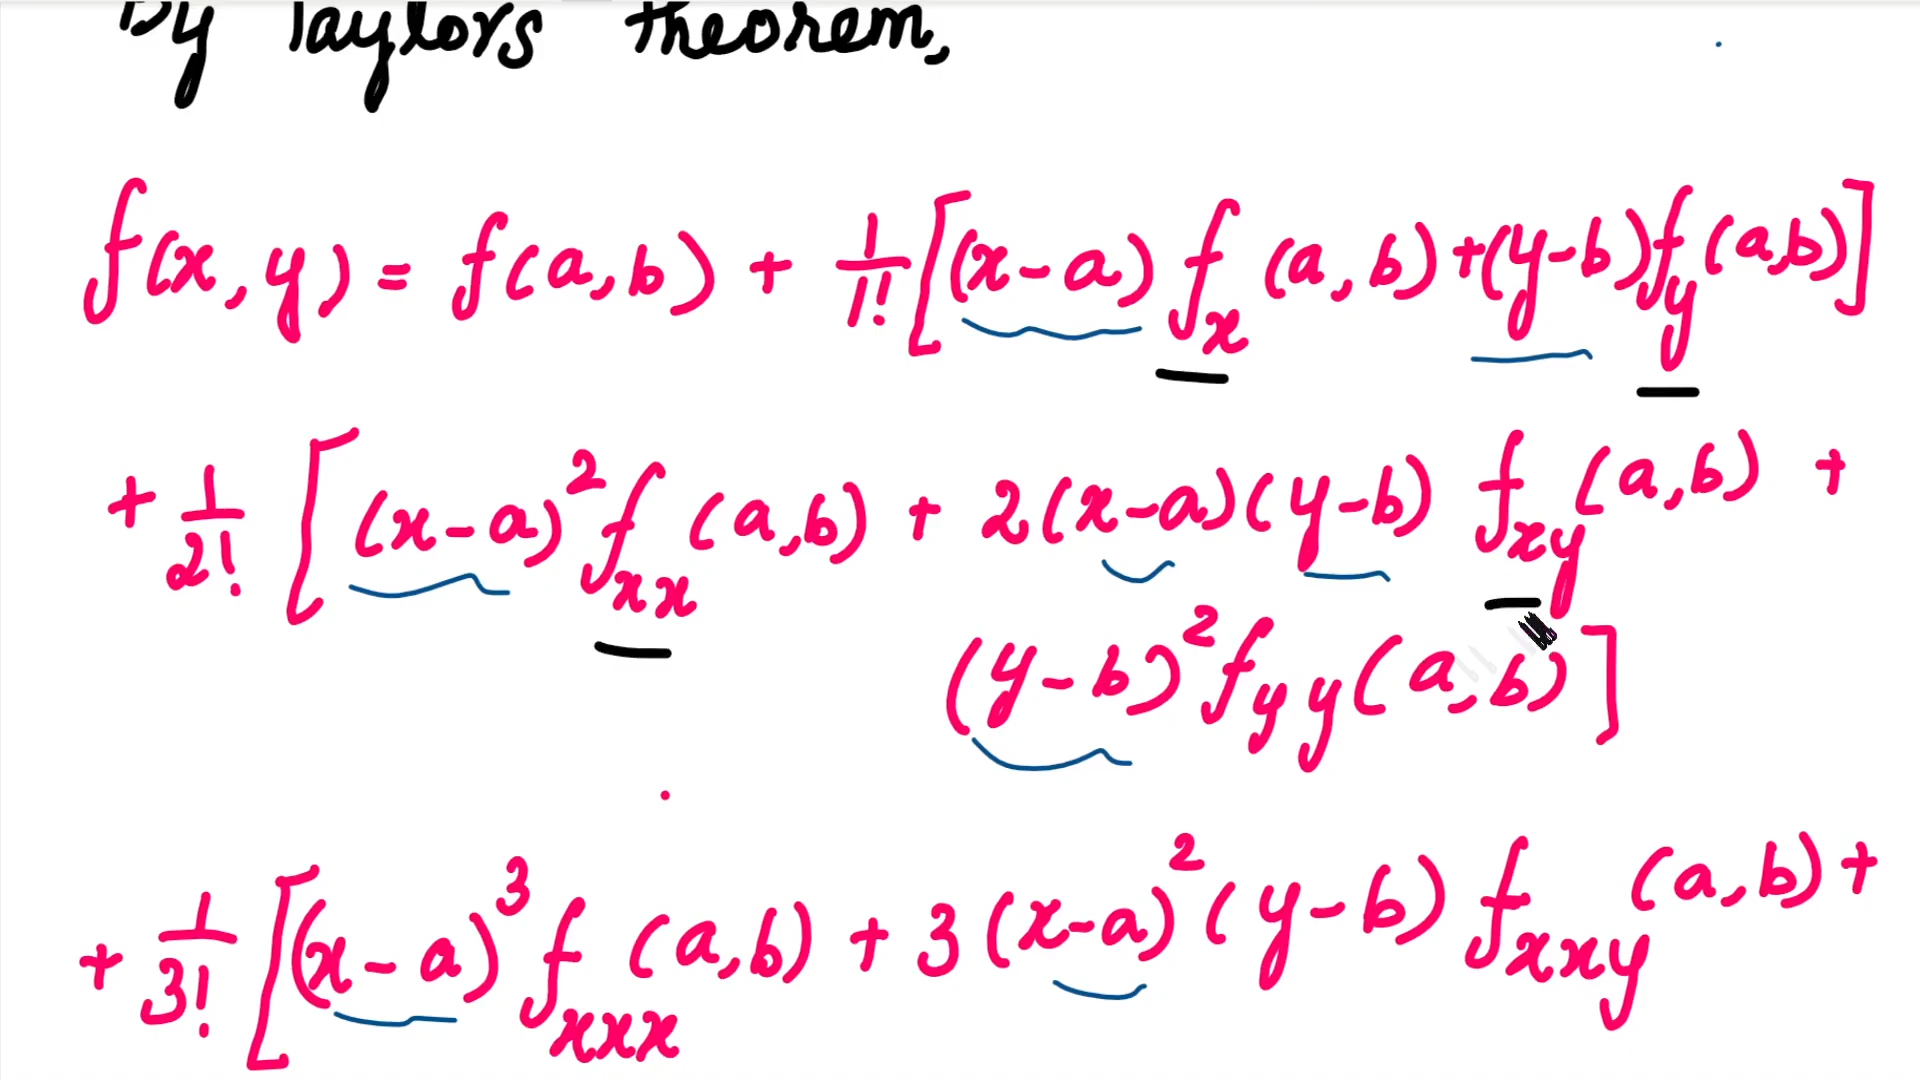 By Taylors theorem,
f(x,y) = f(a,b) + 1/1! [(x-a) f_x (a,b) + (y-b) f_y (a,b)]
+ 1/2! [(x-a)² f_xx (a,b) + 2(x-a)(y-b) f_xy (a,b) +
(y-b)² f_yy (a,b)]
+ 1/3! [(x-a)³ f_xxx (a,b) + 3(x-a)² (y-b) f_xxy (a,b) +